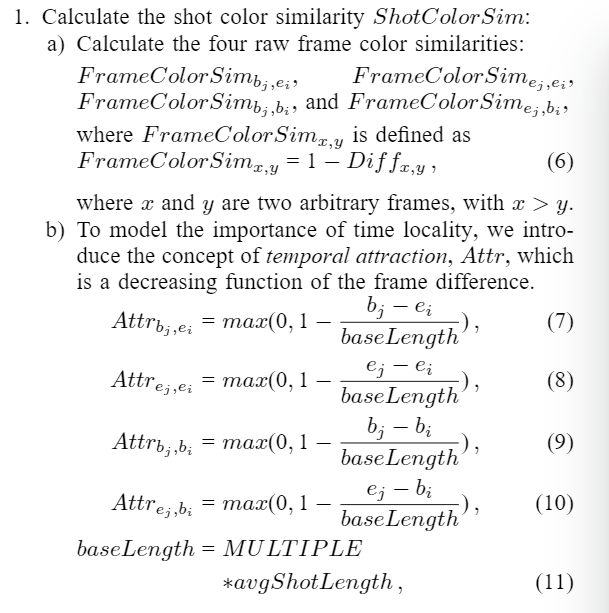 1. Calculate the shot color similarity ShotColorSim:
a) Calculate the four raw frame color similarities:
FrameColorSim_{b_j,e_i}, FrameColorSim_{e_j,e_i},
FrameColorSim_{b_j,b_i}, and FrameColorSim_{e_j,b_i},
where FrameColorSim_{x,y} is defined as
FrameColorSim_{x,y} = 1 − Diff_{x,y} , (6)
where x and y are two arbitrary frames, with x > y.
b) To model the importance of time locality, we intro-
duce the concept of temporal attraction, Attr, which
is a decreasing function of the frame difference.
Attr_{b_j,e_i} = max(0, 1 − \frac{b_j − e_i}{baseLength}) , (7)
Attr_{e_j,e_i} = max(0, 1 − \frac{e_j − e_i}{baseLength}) , (8)
Attr_{b_j,b_i} = max(0, 1 − \frac{b_j − b_i}{baseLength}) , (9)
Attr_{e_j,b_i} = max(0, 1 − \frac{e_j − b_i}{baseLength}) , (10)
baseLength = MULTIPLE
*avgShotLength , (11)